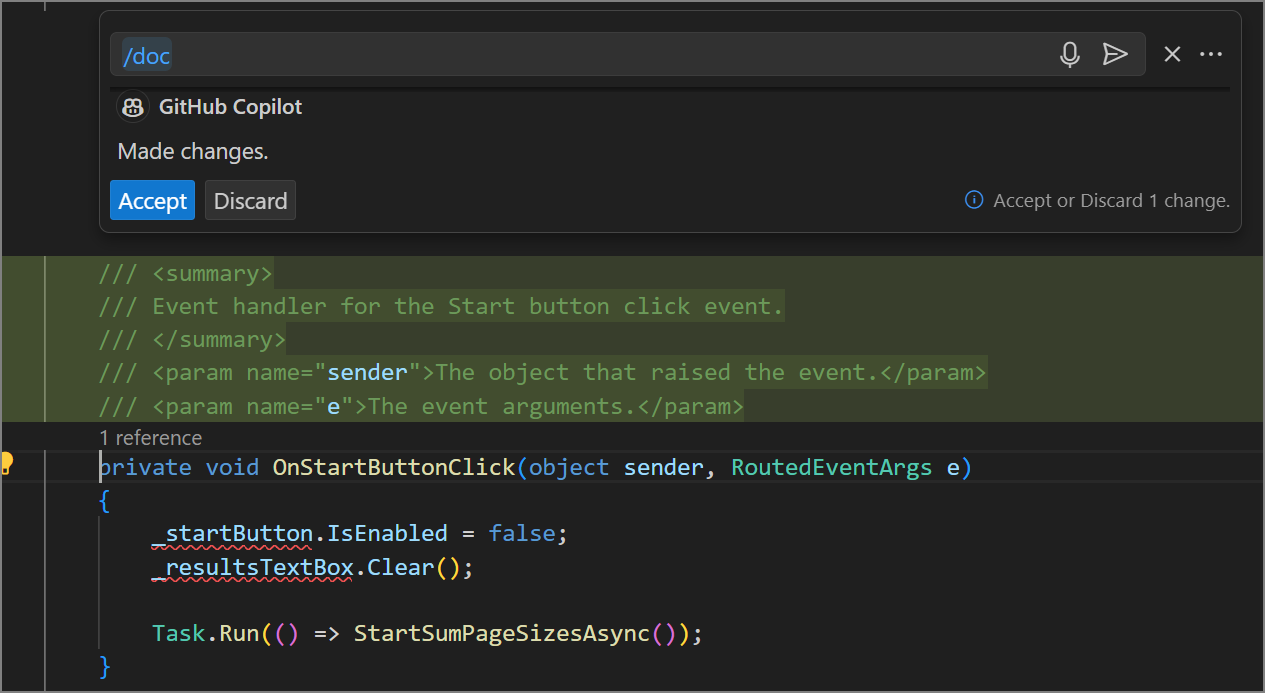 /doc
GitHub Copilot
Made changes.
Accept Discard Accept or Discard 1 change.
/// <summary>
/// Event handler for the Start button click event.
/// </summary>
/// <param name="sender">The object that raised the event.</param>
/// <param name="e">The event arguments.</param>
1 reference
private void OnStartButtonClick(object sender, RoutedEventArgs e)
{
    _startButton.IsEnabled = false;
    _resultsTextBox.Clear();

    Task.Run(() => StartSumPageSizesAsync());
}